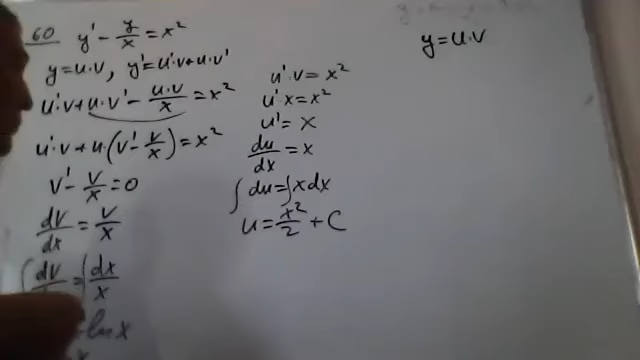 60 y' - y/x = x²
y = u·v, y' = u'v + u·v'
u'·v + u·v' - u·v/x = x²
u'·v + u·(v' - v/x) = x²
v' - v/x = 0
dv/dx = v/x
∫ dv = ∫ dx/x
ln x
x
u'·v = x²
u'x = x²
u' = x
du/dx = x
∫ du = ∫ x dx
u = x²/2 + C
y = u·v